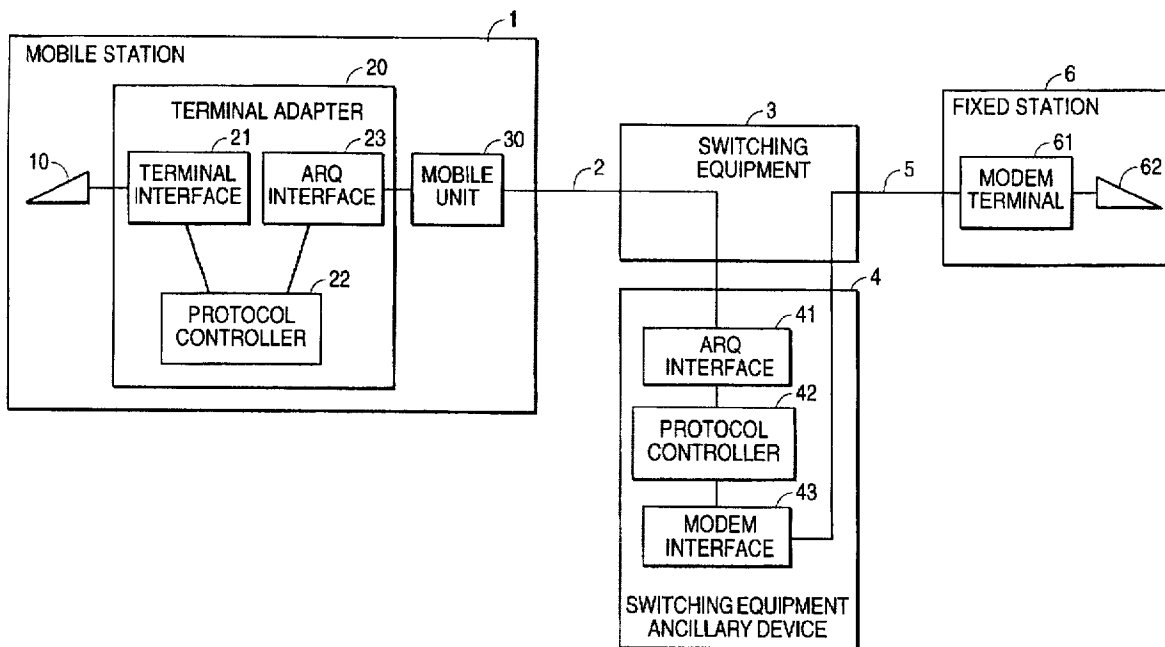 1
MOBILE STATION
20
TERMINAL ADAPTER
10
21
TERMINAL
INTERFACE
23
ARQ
INTERFACE
30
MOBILE
UNIT
22
PROTOCOL
CONTROLLER
2
3
SWITCHING
EQUIPMENT
5
6
FIXED STATION
61
MODEM
TERMINAL
62
4
41
ARQ
INTERFACE
42
PROTOCOL
CONTROLLER
43
MODEM
INTERFACE
SWITCHING EQUIPMENT
ANCILLARY DEVICE